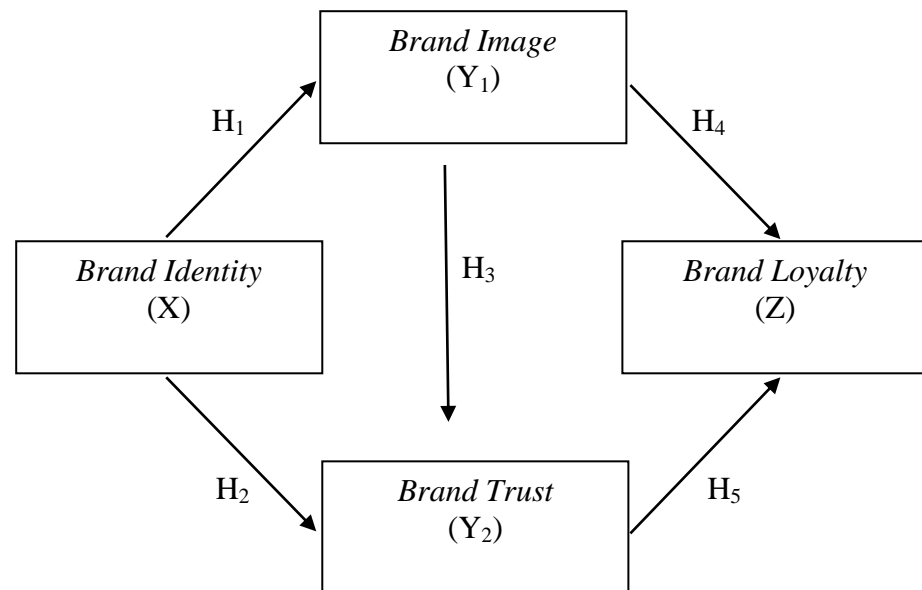 Brand Image
(Y₁)
H₁
H₄
Brand Identity
(X)
H₃
Brand Loyalty
(Z)
H₂
Brand Trust
(Y₂)
H₅